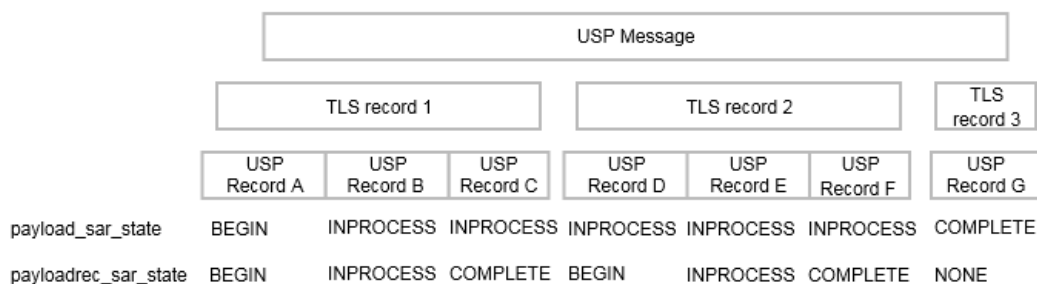 USP Message
TLS record 1
TLS record 2
TLS
record 3
USP
Record A
USP
Record B
USP
Record C
USP
Record D
USP
Record E
USP
Record F
USP
Record G
payload_sar_state BEGIN INPROCESS INPROCESS INPROCESS INPROCESS INPROCESS COMPLETE
payloadrec_sar_state BEGIN INPROCESS COMPLETE BEGIN INPROCESS COMPLETE NONE